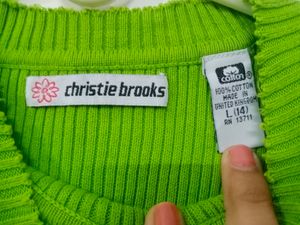 christie brooks
cotton ®
100% COTTON
MADE IN
UNITED KINGDOM
L (14)
RN 13711